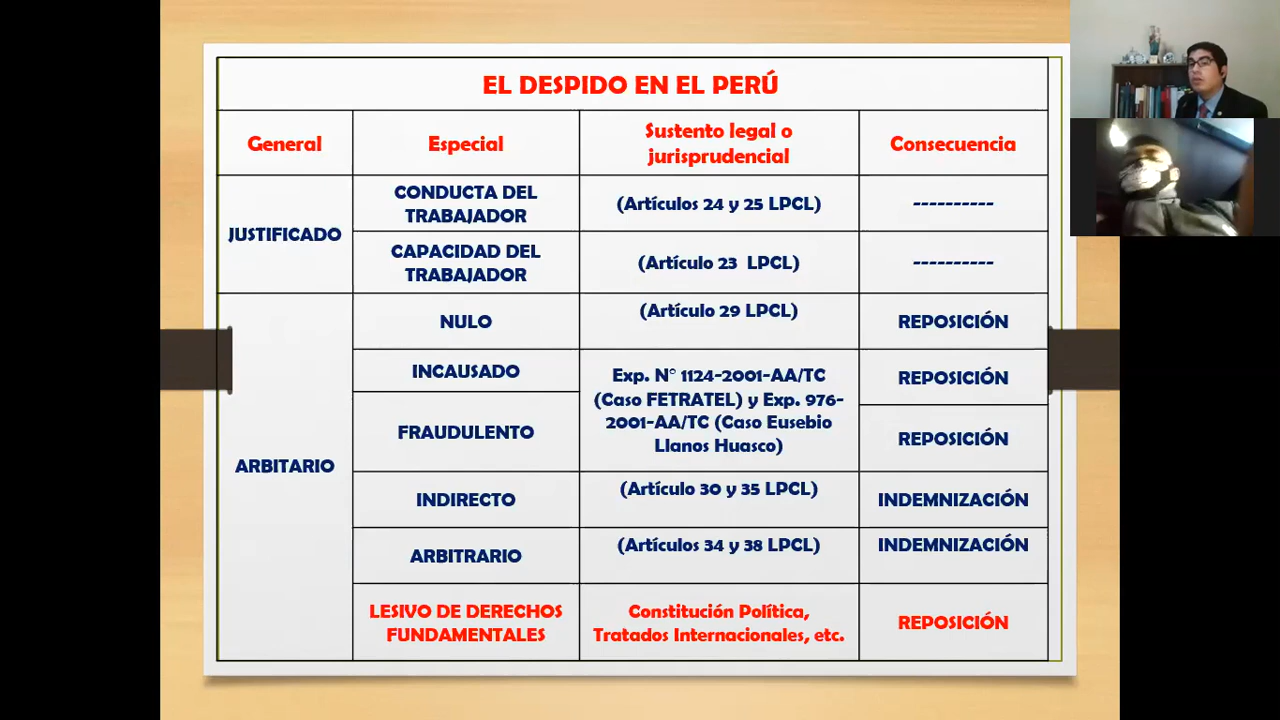 EL DESPIDO EN EL PERÚ
General
Especial
Sustento legal o
jurisprudencial
Consecuencia
JUSTIFICADO
CONDUCTA DEL
TRABAJADOR
(Artículos 24 y 25 LPCL)
----------
CAPACIDAD DEL
TRABAJADOR
(Artículo 23 LPCL)
----------
ARBITARIO
NULO
(Artículo 29 LPCL)
REPOSICIÓN
INCAUSADO
Exp. N° 1124-2001-AA/TC
(Caso FETRATEL) y Exp. 976-
2001-AA/TC (Caso Eusebio
Llanos Huasco)
REPOSICIÓN
FRAUDULENTO
REPOSICIÓN
INDIRECTO
(Artículo 30 y 35 LPCL)
INDEMNIZACIÓN
ARBITRARIO
(Artículos 34 y 38 LPCL)
INDEMNIZACIÓN
LESIVO DE DERECHOS
FUNDAMENTALES
Constitución Política,
Tratados Internacionales, etc.
REPOSICIÓN